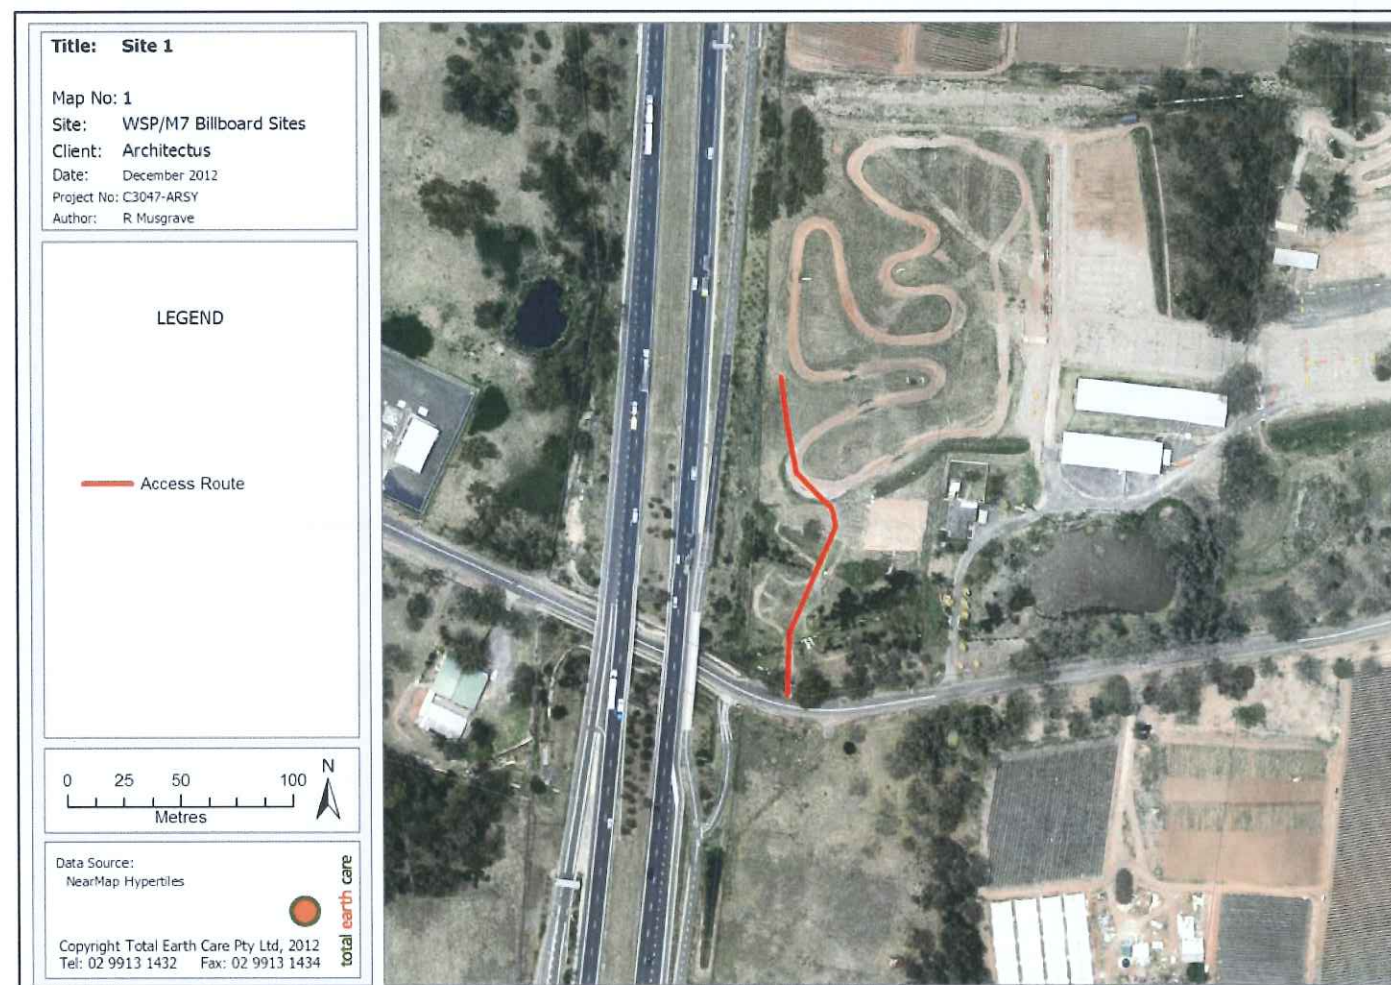 Title: Site 1
Map No: 1
Site: WSP/M7 Billboard Sites
Client: Architectus
Date: December 2012
Project No: C3047-ARSY
Author: R Musgrave
LEGEND
Access Route
0 25 50 100
Metres
N
Data Source:
NearMap Hypertiles
total earth care
Copyright Total Earth Care Pty Ltd, 2012
Tel: 02 9913 1432 Fax: 02 9913 1434